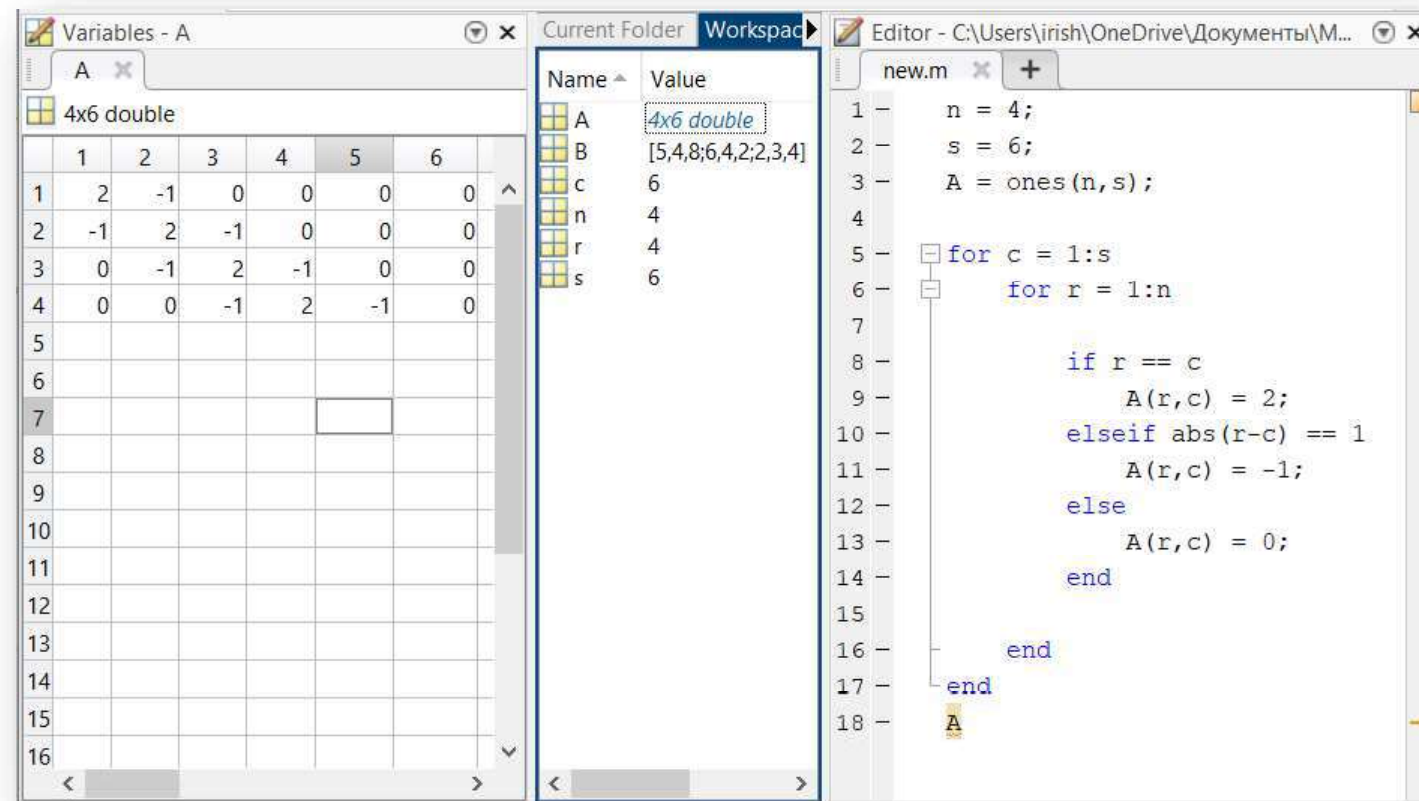 Variables - A
A
4x6 double
1 2 3 4 5 6
1 2 -1 0 0 0 0
2 -1 2 -1 0 0 0
3 0 -1 2 -1 0 0
4 0 0 -1 2 -1 0
5
6
7
8
9
10
11
12
13
14
15
16
Current Folder Workspac
Name Value
A 4x6 double
B [5,4,8;6,4,2;2,3,4]
c 6
n 4
r 4
s 6
Editor - C:\Users\irish\OneDrive\Документы\M...
new.m +
1 - n = 4;
2 - s = 6;
3 - A = ones(n,s);
4
5 - for c = 1:s
6 - for r = 1:n
7
8 - if r == c
9 - A(r,c) = 2;
10 - elseif abs(r-c) == 1
11 - A(r,c) = -1;
12 - else
13 - A(r,c) = 0;
14 - end
15
16 - end
17 - end
18 - A